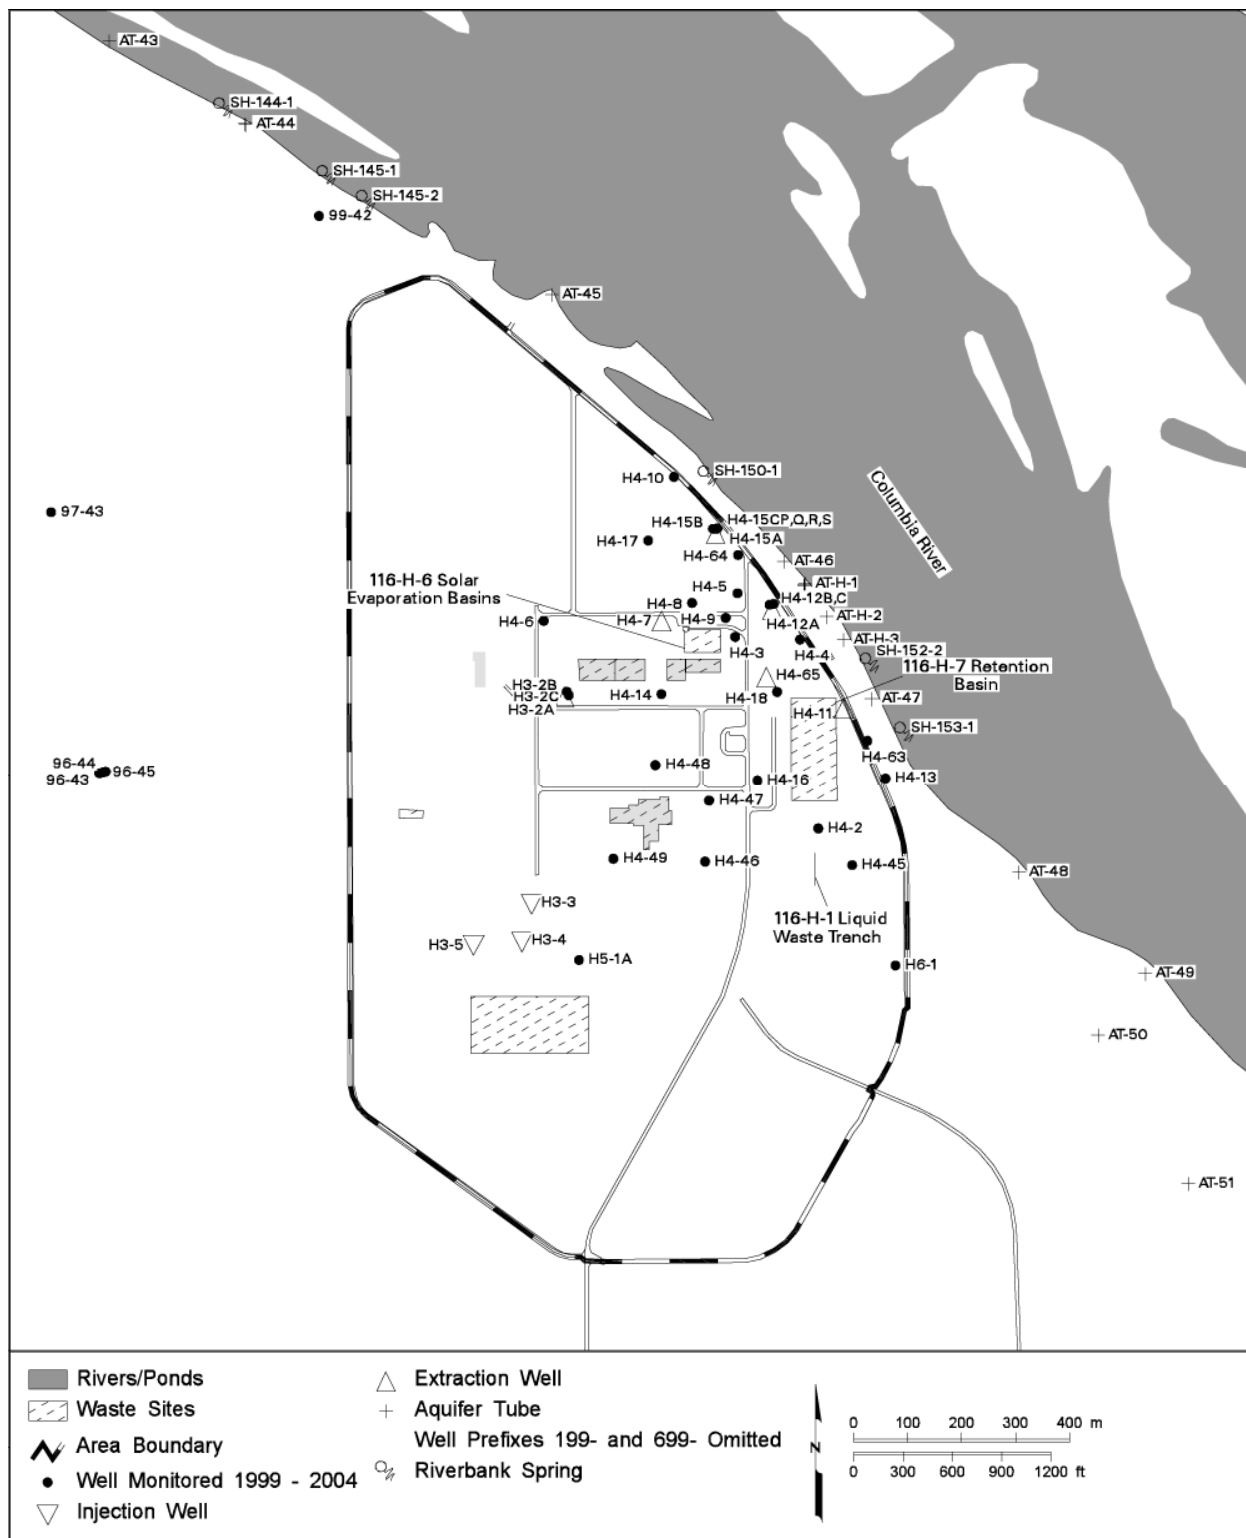 AT-43
SH-144-1
AT-44
SH-145-1
SH-145-2
99-42
AT-45
SH-150-1
H4-10
Columbia River
97-43
H4-15B
H4-15CP,Q,R,S
H4-15A
H4-17
H4-64
AT-46
116-H-6 Solar
Evaporation Basins
H4-5
AT-H-1
H4-8
H4-12B,C
H4-6
H4-7
H4-9
H4-12A
AT-H-2
H4-3
H4-4
AT-H-3
SH-152-2
116-H-7 Retention
Basin
H4-65
H3-2B
H3-2C
H3-2A
H4-14
H4-18
AT-47
H4-11
SH-153-1
H4-63
96-44
96-43
96-45
H4-48
H4-16
H4-13
H4-47
H4-2
H4-49
H4-46
H4-45
AT-48
H3-3
116-H-1 Liquid
Waste Trench
H3-5
H3-4
H5-1A
H6-1
AT-49
AT-50
AT-51
Rivers/Ponds
Waste Sites
Area Boundary
Well Monitored 1999 - 2004
Injection Well
Extraction Well
Aquifer Tube
Well Prefixes 199- and 699- Omitted
Riverbank Spring
N
0 100 200 300 400 m
0 300 600 900 1200 ft